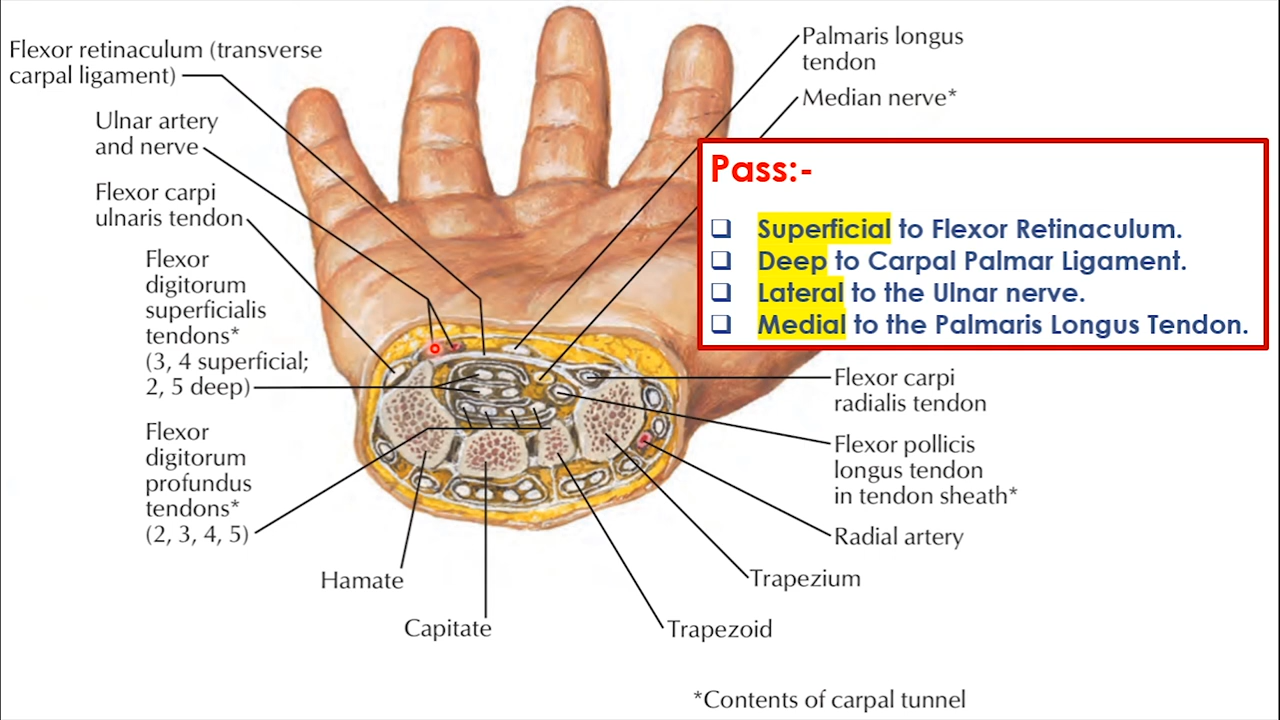 Flexor retinaculum (transverse
carpal ligament)
Ulnar artery
and nerve
Flexor carpi
ulnaris tendon
Flexor
digitorum
superficialis
tendons*
(3, 4 superficial;
2, 5 deep)
Flexor
digitorum
profundus
tendons*
(2, 3, 4, 5)
Hamate
Capitate
Palmaris longus
tendon
Median nerve*
Pass:-
Superficial to Flexor Retinaculum.
Deep to Carpal Palmar Ligament.
Lateral to the Ulnar nerve.
Medial to the Palmaris Longus Tendon.
Flexor carpi
radialis tendon
Flexor pollicis
longus tendon
in tendon sheath*
Radial artery
Trapezium
Trapezoid
*Contents of carpal tunnel